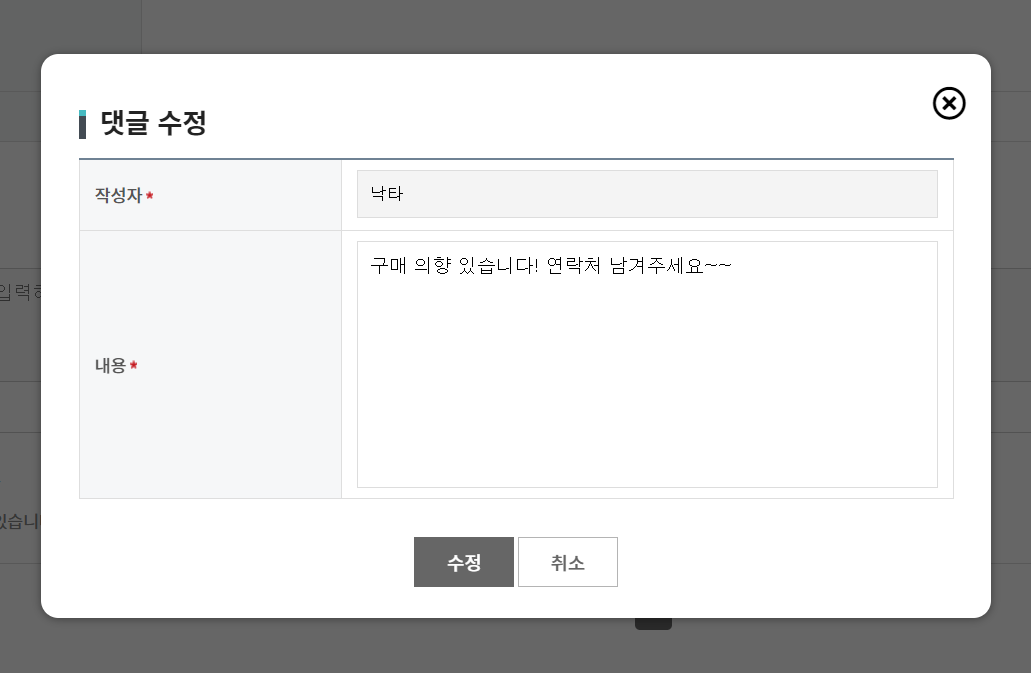 댓글 수정
작성자 *
낙타
내용 *
구매 의향 있습니다! 연락처 남겨주세요~~
입력하
있습니
수정
취소